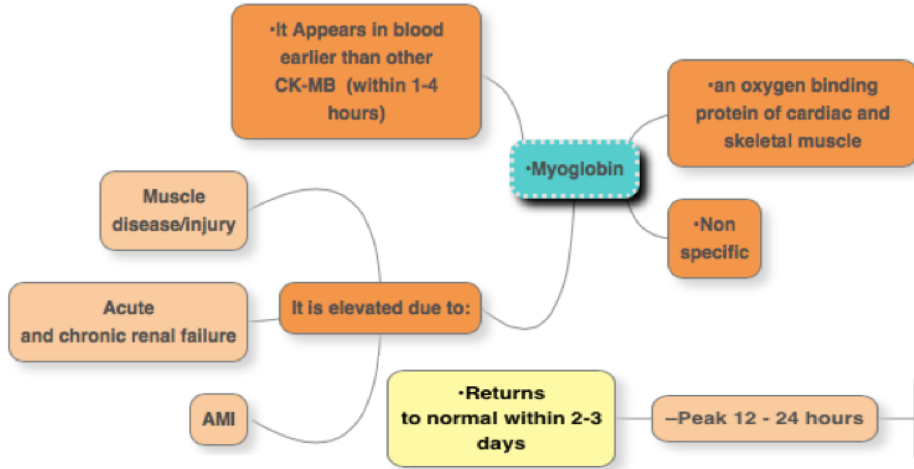 •It Appears in blood
earlier than other
CK-MB  (within 1-4
hours)
•an oxygen binding
protein of cardiac and
skeletal muscle
•Myoglobin
•Non
specific
Muscle
disease/injury
Acute
and chronic renal failure
It is elevated due to:
AMI
•Returns
to normal within 2-3
days
–Peak 12 - 24 hours